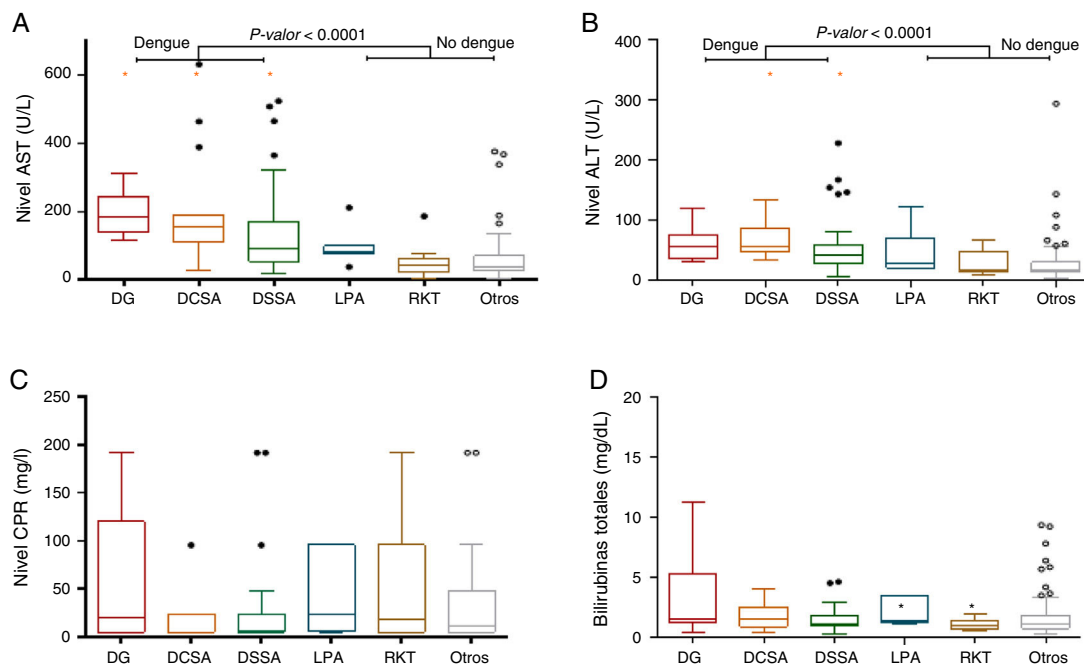 A
P-valor < 0.0001
Dengue
No dengue
Nivel AST (U/L)
600
400
200
0
* * *
DG DCSA DSSA LPA RKT Otros
B
P-valor < 0.0001
Dengue
No dengue
Nivel ALT (U/L)
400
300
200
100
0
* *
DG DCSA DSSA LPA RKT Otros
C
Nivel CPR (mg/l)
250
200
150
100
50
0
DG DCSA DSSA LPA RKT Otros
D
Bilirubinas totales (mg/dL)
20
15
10
5
0
* *
DG DCSA DSSA LPA RKT Otros